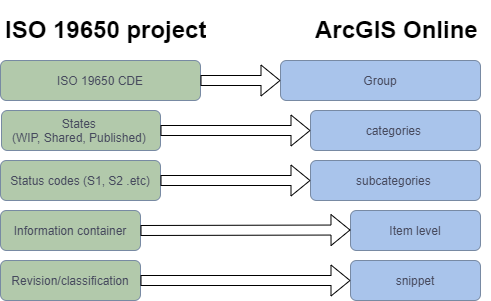 ISO 19650 project ArcGIS Online
ISO 19650 CDE Group
States
(WIP, Shared, Published) categories
Status codes (S1, S2 .etc) subcategories
Information container Item level
Revision/classification snippet